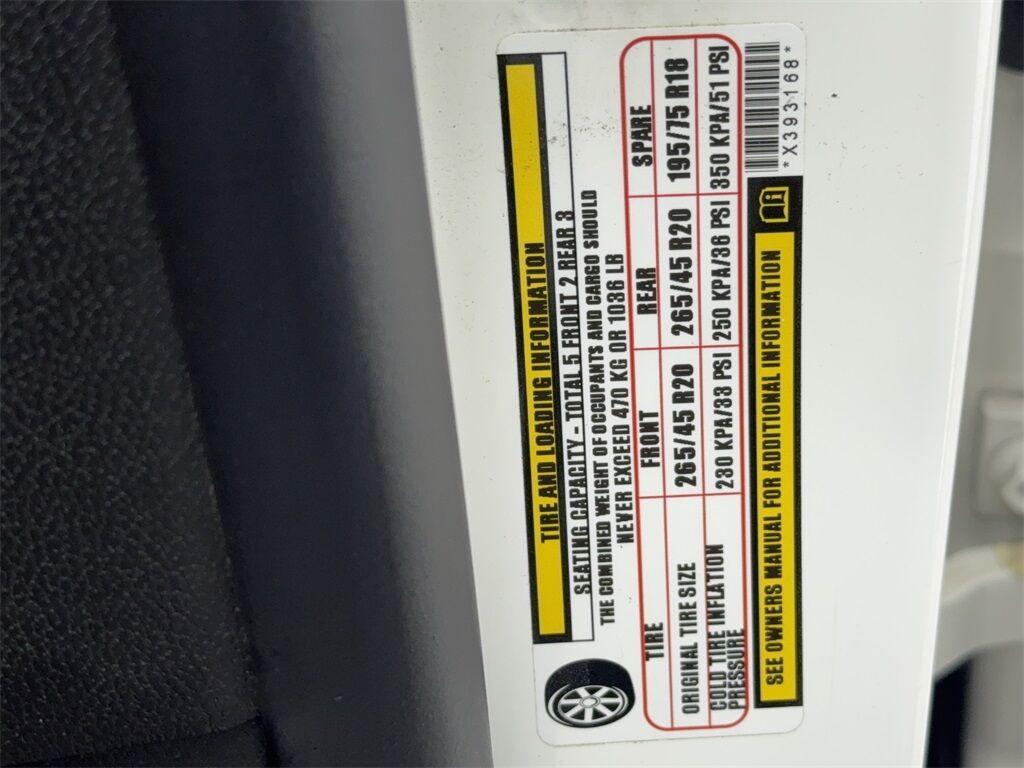 TIRE AND LOADING INFORMATION
SEATING CAPACITY - TOTAL 5 FRONT 2 REAR 3
THE COMBINED WEIGHT OF OCCUPANTS AND CARGO SHOULD
NEVER EXCEED 470 KG OR 1036 LB
TIRE FRONT REAR SPARE
ORIGINAL TIRE SIZE 265/45 R20 265/45 R20 195/75 R18
COLD TIRE INFLATION PRESSURE 230 KPA/33 PSI 250 KPA/36 PSI 350 KPA/51 PSI
SEE OWNERS MANUAL FOR ADDITIONAL INFORMATION
*X393168*